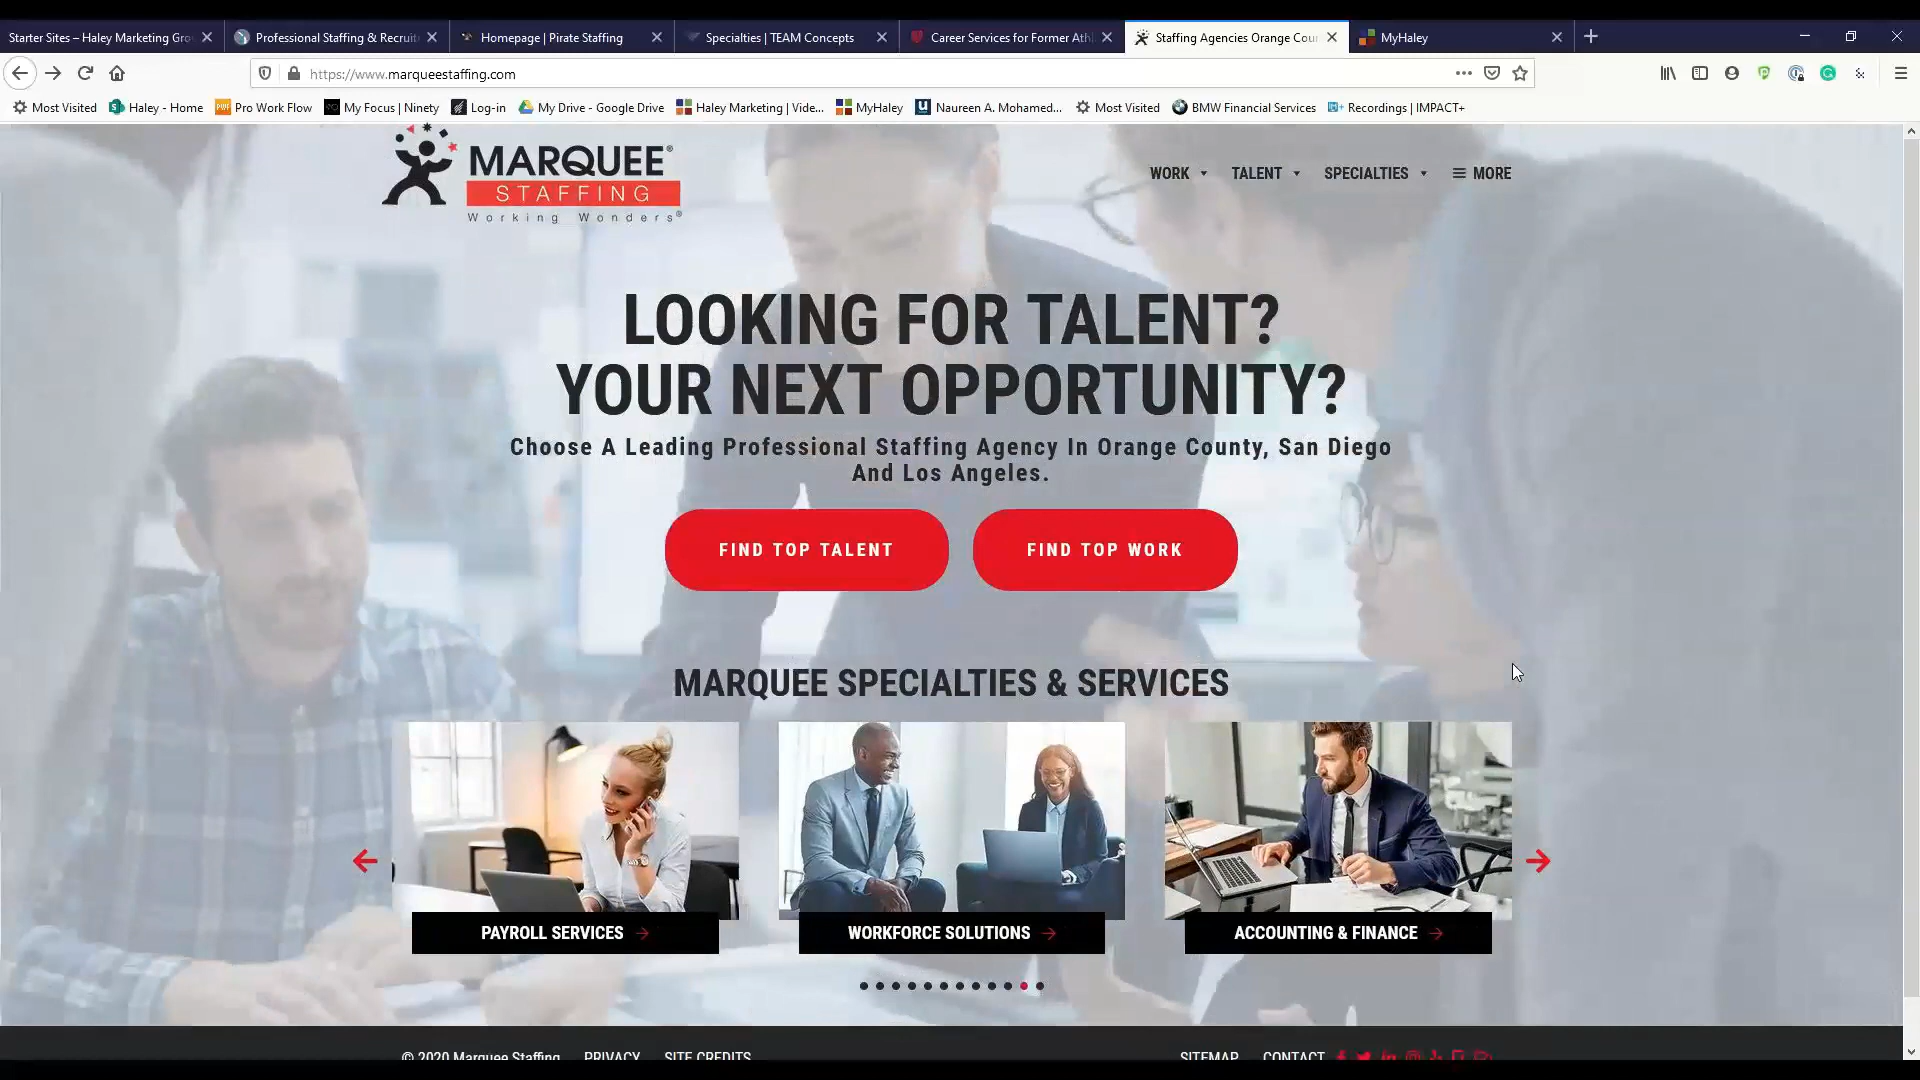 Starter Sites – Haley Marketing Gro
Professional Staffing & Recruit
Homepage | Pirate Staffing
Specialties | TEAM Concepts
Career Services for Former Ath
Staffing Agencies Orange Cou
MyHaley
https://www.marqueestaffing.com
Most Visited
Haley - Home
Pro Work Flow
My Focus | Ninety
Log-in
My Drive - Google Drive
Haley Marketing | Vide...
MyHaley
Naureen A. Mohamed...
Most Visited
BMW Financial Services
Recordings | IMPACT+
MARQUEE®
STAFFING
Working Wonders®
WORK
TALENT
SPECIALTIES
MORE
LOOKING FOR TALENT?
YOUR NEXT OPPORTUNITY?
Choose A Leading Professional Staffing Agency In Orange County, San Diego
And Los Angeles.
FIND TOP TALENT
FIND TOP WORK
MARQUEE SPECIALTIES & SERVICES
PAYROLL SERVICES
WORKFORCE SOLUTIONS
ACCOUNTING & FINANCE
© 2020 Marquee Staffing
PRIVACY
SITE CREDITS
SITEMAP
CONTACT